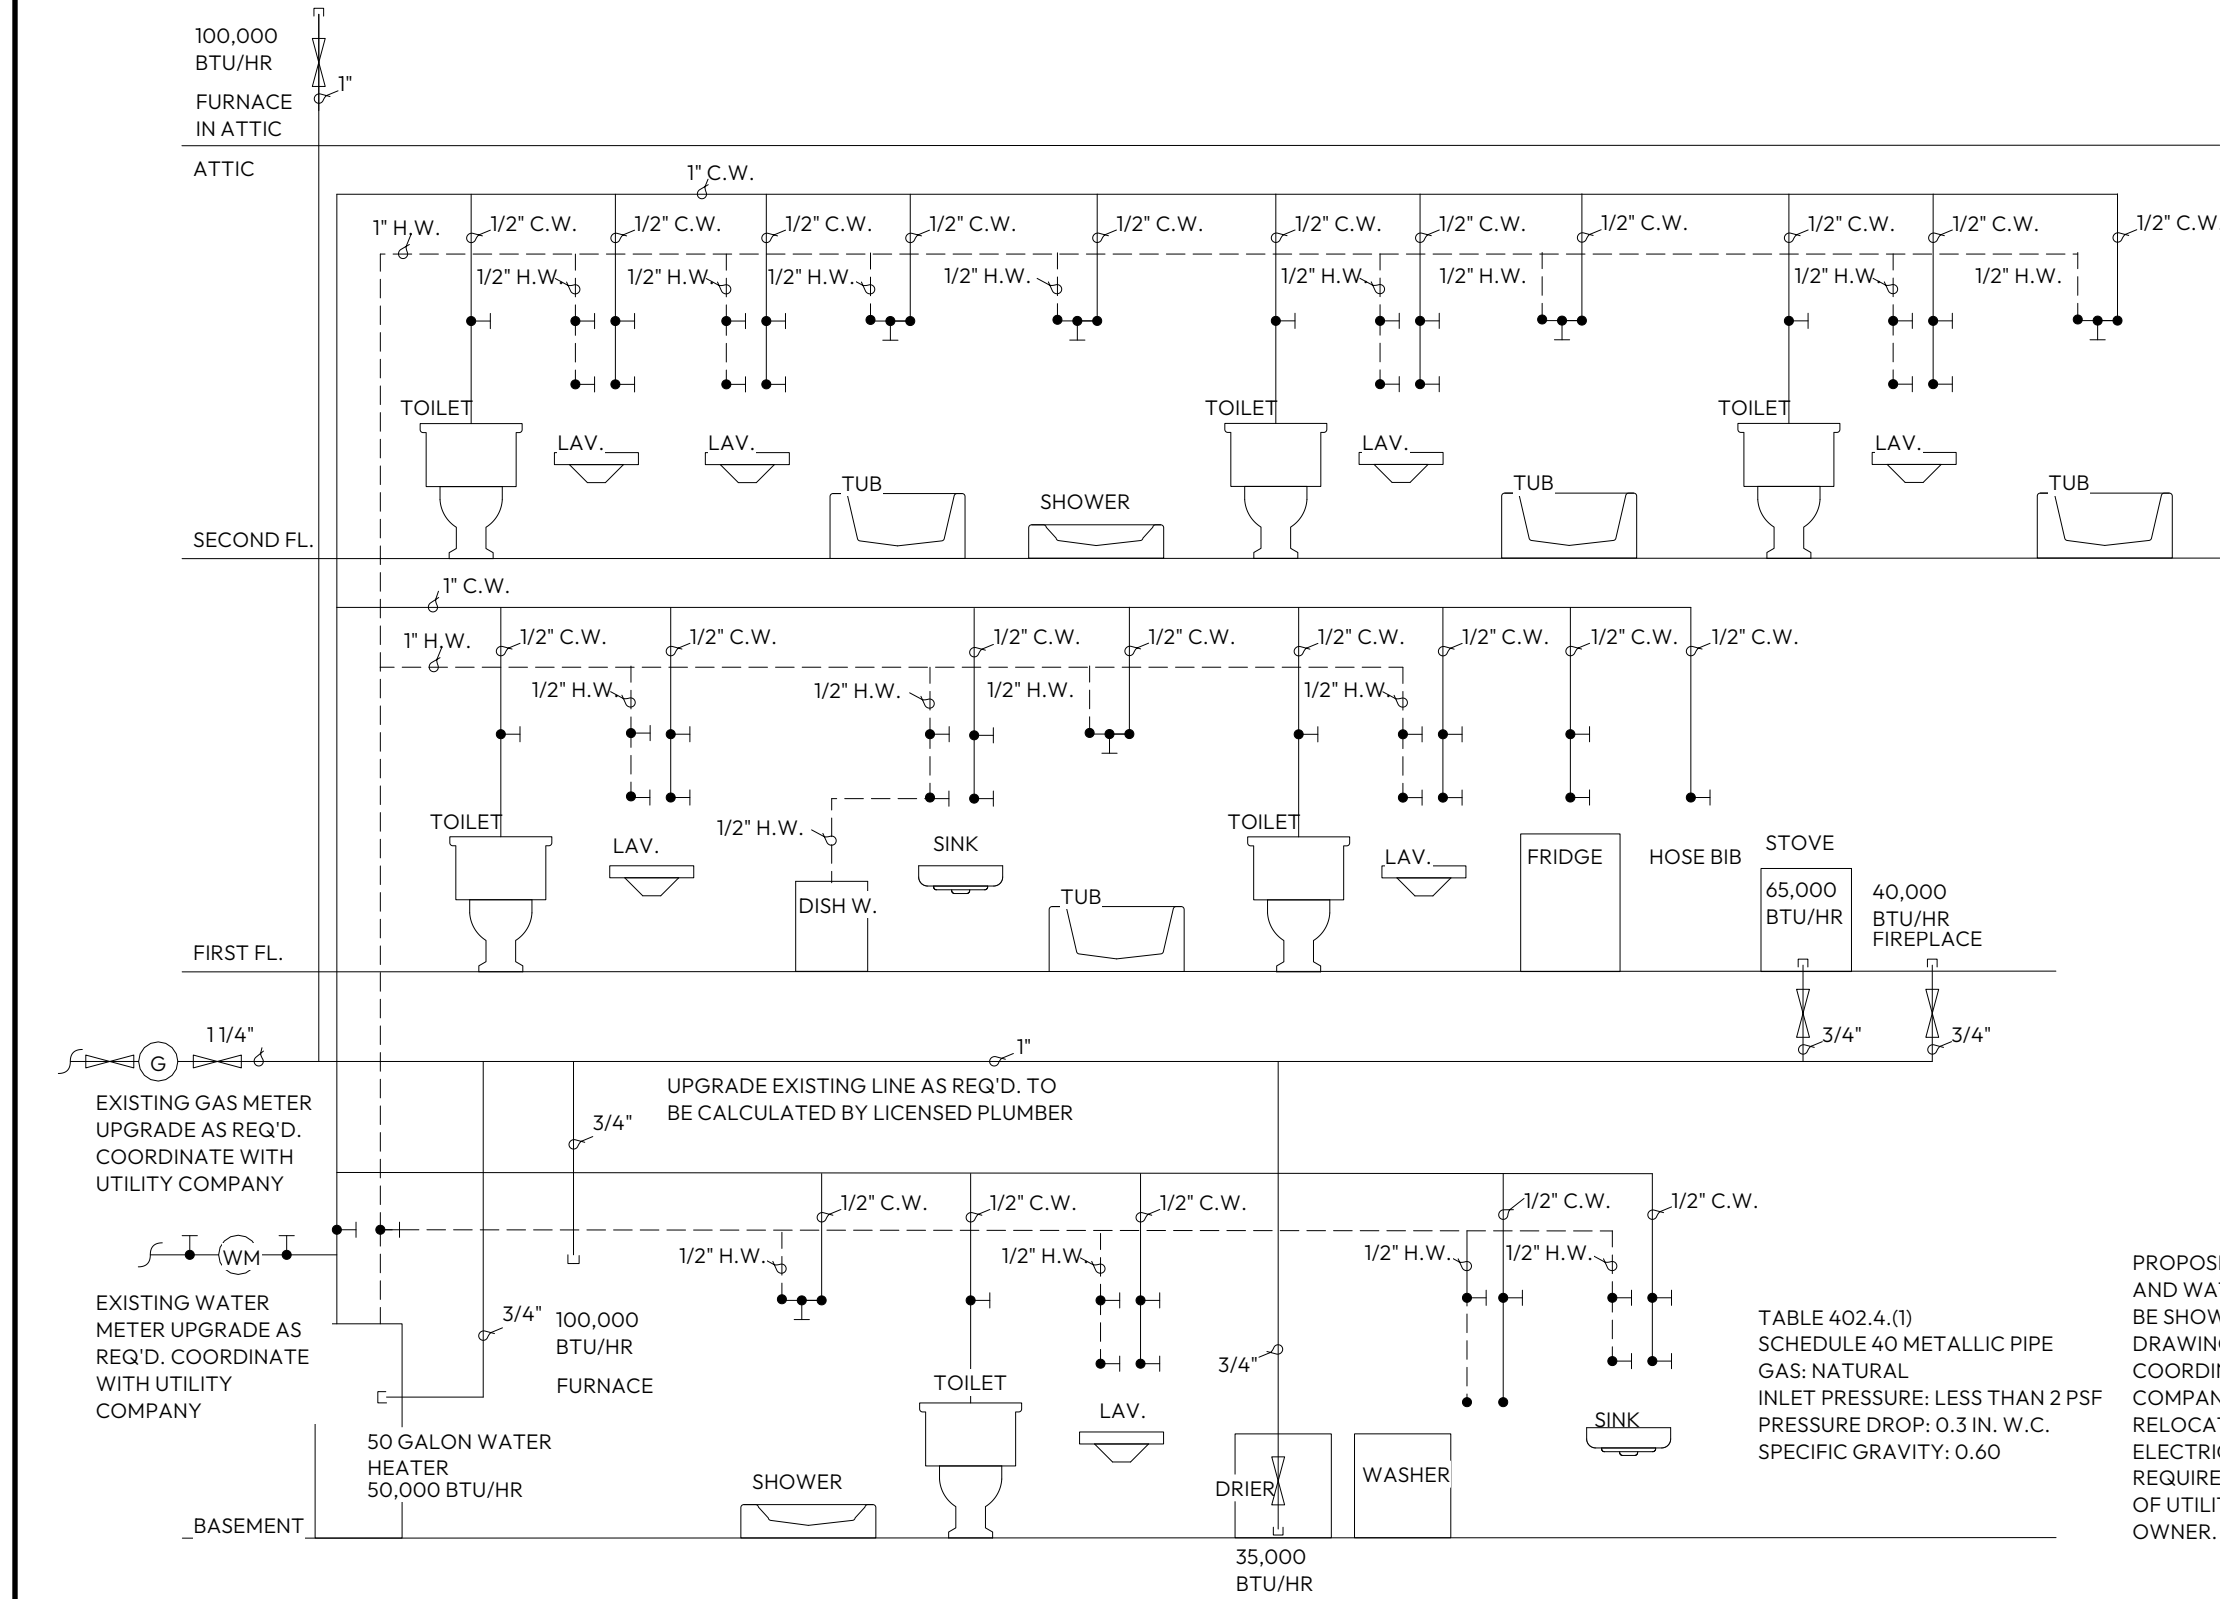 100,000
BTU/HR
1"
FURNACE
IN ATTIC
ATTIC
1" C.W.
1" H.W.
1/2" C.W.
1/2" C.W.
1/2" C.W.
1/2" C.W.
1/2" C.W.
1/2" C.W.
1/2" C.W.
1/2" C.W.
1/2" C.W.
1/2" C.W.
1/2" C.W
1/2" H.W.
1/2" H.W.
1/2" H.W.
1/2" H.W.
1/2" H.W.
1/2" H.W.
1/2" H.W.
1/2" H.W.
TOILET
LAV.
LAV.
TUB
SHOWER
TOILET
LAV.
TUB
TOILET
LAV.
TUB
SECOND FL.
1" C.W.
1" H.W.
1/2" C.W.
1/2" C.W.
1/2" C.W.
1/2" C.W.
1/2" C.W.
1/2" C.W.
1/2" C.W.
1/2" C.W.
1/2" H.W.
1/2" H.W.
1/2" H.W.
1/2" H.W.
1/2" H.W.
TOILET
LAV.
DISH W.
SINK
TUB
TOILET
LAV.
FRIDGE
HOSE BIB
STOVE
65,000
BTU/HR
40,000
BTU/HR
FIREPLACE
FIRST FL.
1 1/4"
G
1"
3/4"
3/4"
EXISTING GAS METER
UPGRADE AS REQ'D.
COORDINATE WITH
UTILITY COMPANY
UPGRADE EXISTING LINE AS REQ'D. TO
BE CALCULATED BY LICENSED PLUMBER
3/4"
1/2" C.W.
1/2" C.W.
1/2" C.W.
1/2" C.W.
1/2" C.W.
WM
1/2" H.W.
1/2" H.W.
1/2" H.W.
1/2" H.W.
EXISTING WATER
METER UPGRADE AS
REQ'D. COORDINATE
WITH UTILITY
COMPANY
3/4"
100,000
BTU/HR
FURNACE
3/4"
50 GALON WATER
HEATER
50,000 BTU/HR
SHOWER
TOILET
LAV.
DRIER
WASHER
SINK
35,000
BTU/HR
BASEMENT
TABLE 402.4.(1)
SCHEDULE 40 METALLIC PIPE
GAS: NATURAL
INLET PRESSURE: LESS THAN 2 PSF
PRESSURE DROP: 0.3 IN. W.C.
SPECIFIC GRAVITY: 0.60
AND
BE
OWNER.